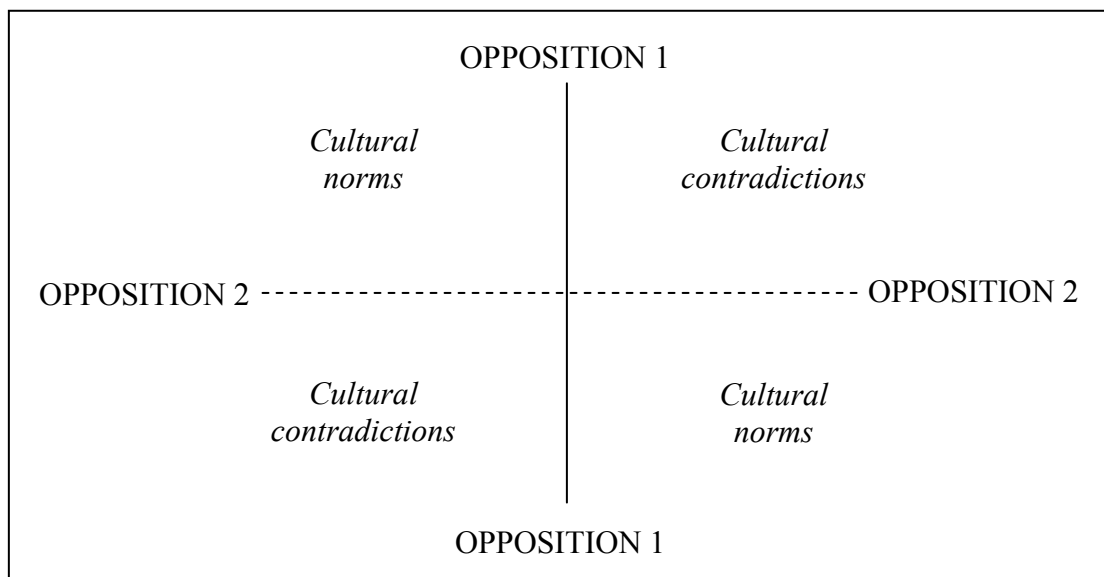 OPPOSITION 1
Cultural
norms
Cultural
contradictions
OPPOSITION 2
OPPOSITION 2
Cultural
contradictions
Cultural
norms
OPPOSITION 1